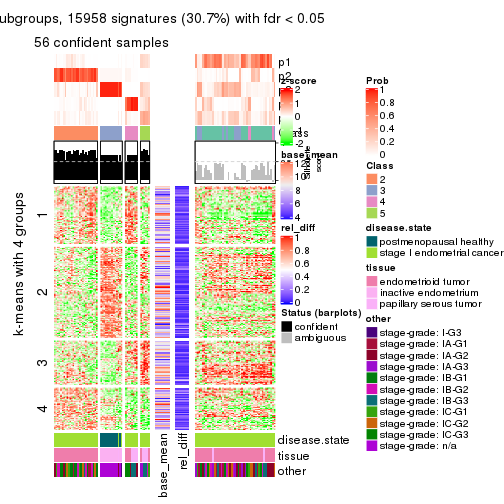 ubgroups, 15958 signatures (30.7%) with fdr < 0.05
56 confident samples
p1
p2
z-score
2
1
-1
-2
Class
silhouette
score
base_mean
12
10
6
4
rel_diff
1
0.8
0.6
0.4
0.2
0
Status (barplots)
confident
ambiguous
k-means with 4 groups
1
2
3
4
base_mean
rel_diff
disease.state
tissue
other
Prob
1
0.8
0.6
0.4
0.2
0
Class
2
3
4
5
disease.state
postmenopausal healthy
stage I endometrial cancer
tissue
endometrioid tumor
inactive endometrium
papillary serous tumor
other
stage-grade: I-G3
stage-grade: IA-G1
stage-grade: IA-G2
stage-grade: IA-G3
stage-grade: IB-G1
stage-grade: IB-G2
stage-grade: IB-G3
stage-grade: IC-G1
stage-grade: IC-G2
stage-grade: IC-G3
stage-grade: n/a